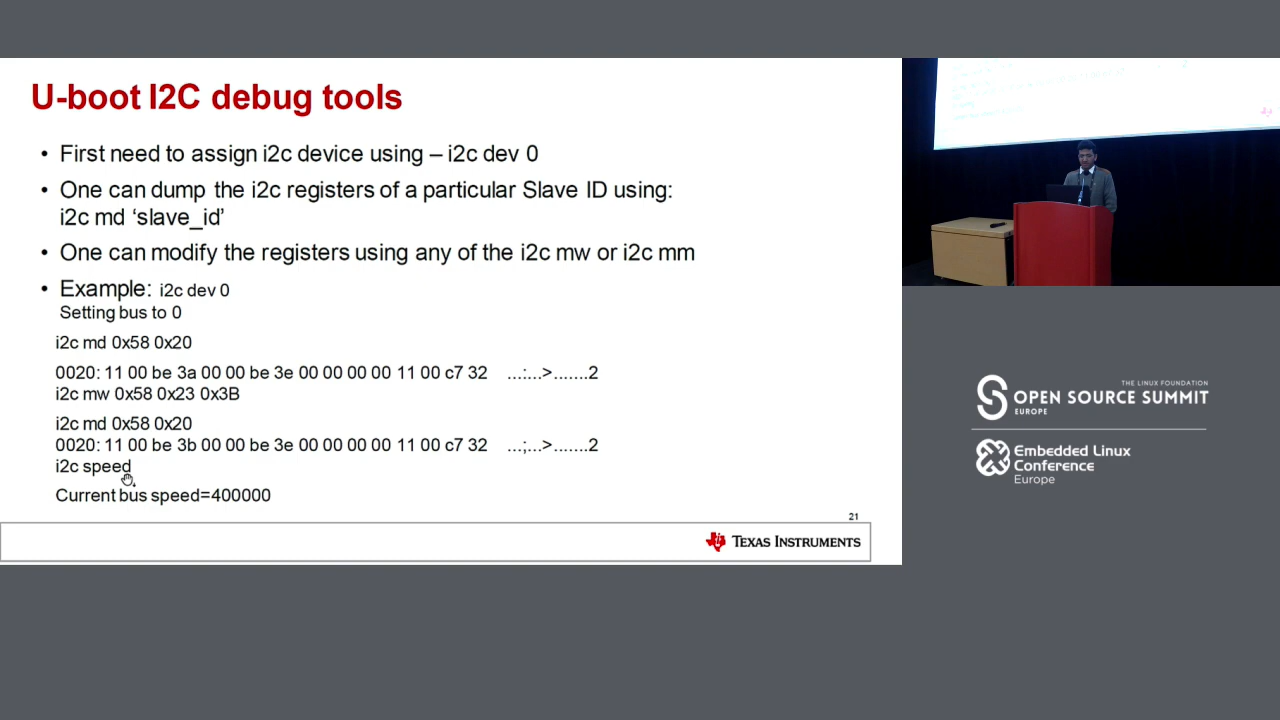 U-boot I2C debug tools
• First need to assign i2c device using – i2c dev 0
• One can dump the i2c registers of a particular Slave ID using:
i2c md ‘slave_id’
• One can modify the registers using any of the i2c mw or i2c mm
• Example: i2c dev 0
Setting bus to 0
i2c md 0x58 0x20
0020: 11 00 be 3a 00 00 be 3e 00 00 00 00 11 00 c7 32 ...:...>.......2
i2c mw 0x58 0x23 0x3B
i2c md 0x58 0x20
0020: 11 00 be 3b 00 00 be 3e 00 00 00 00 11 00 c7 32 ...;...>.......2
i2c speed
Current bus speed=400000
21
TEXAS INSTRUMENTS
THE LINUX FOUNDATION
OPEN SOURCE SUMMIT
EUROPE
Embedded Linux
Conference
Europe